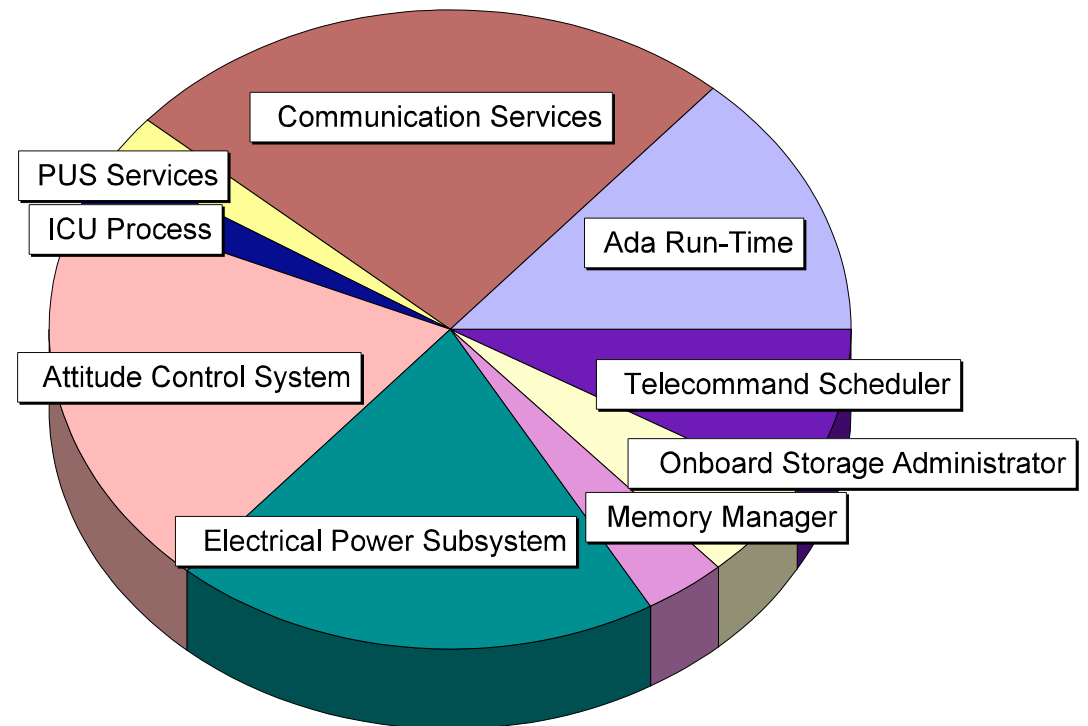 Communication Services
PUS Services
ICU Process
Ada Run-Time
Attitude Control System
Telecommand Scheduler
Onboard Storage Administrator
Memory Manager
Electrical Power Subsystem